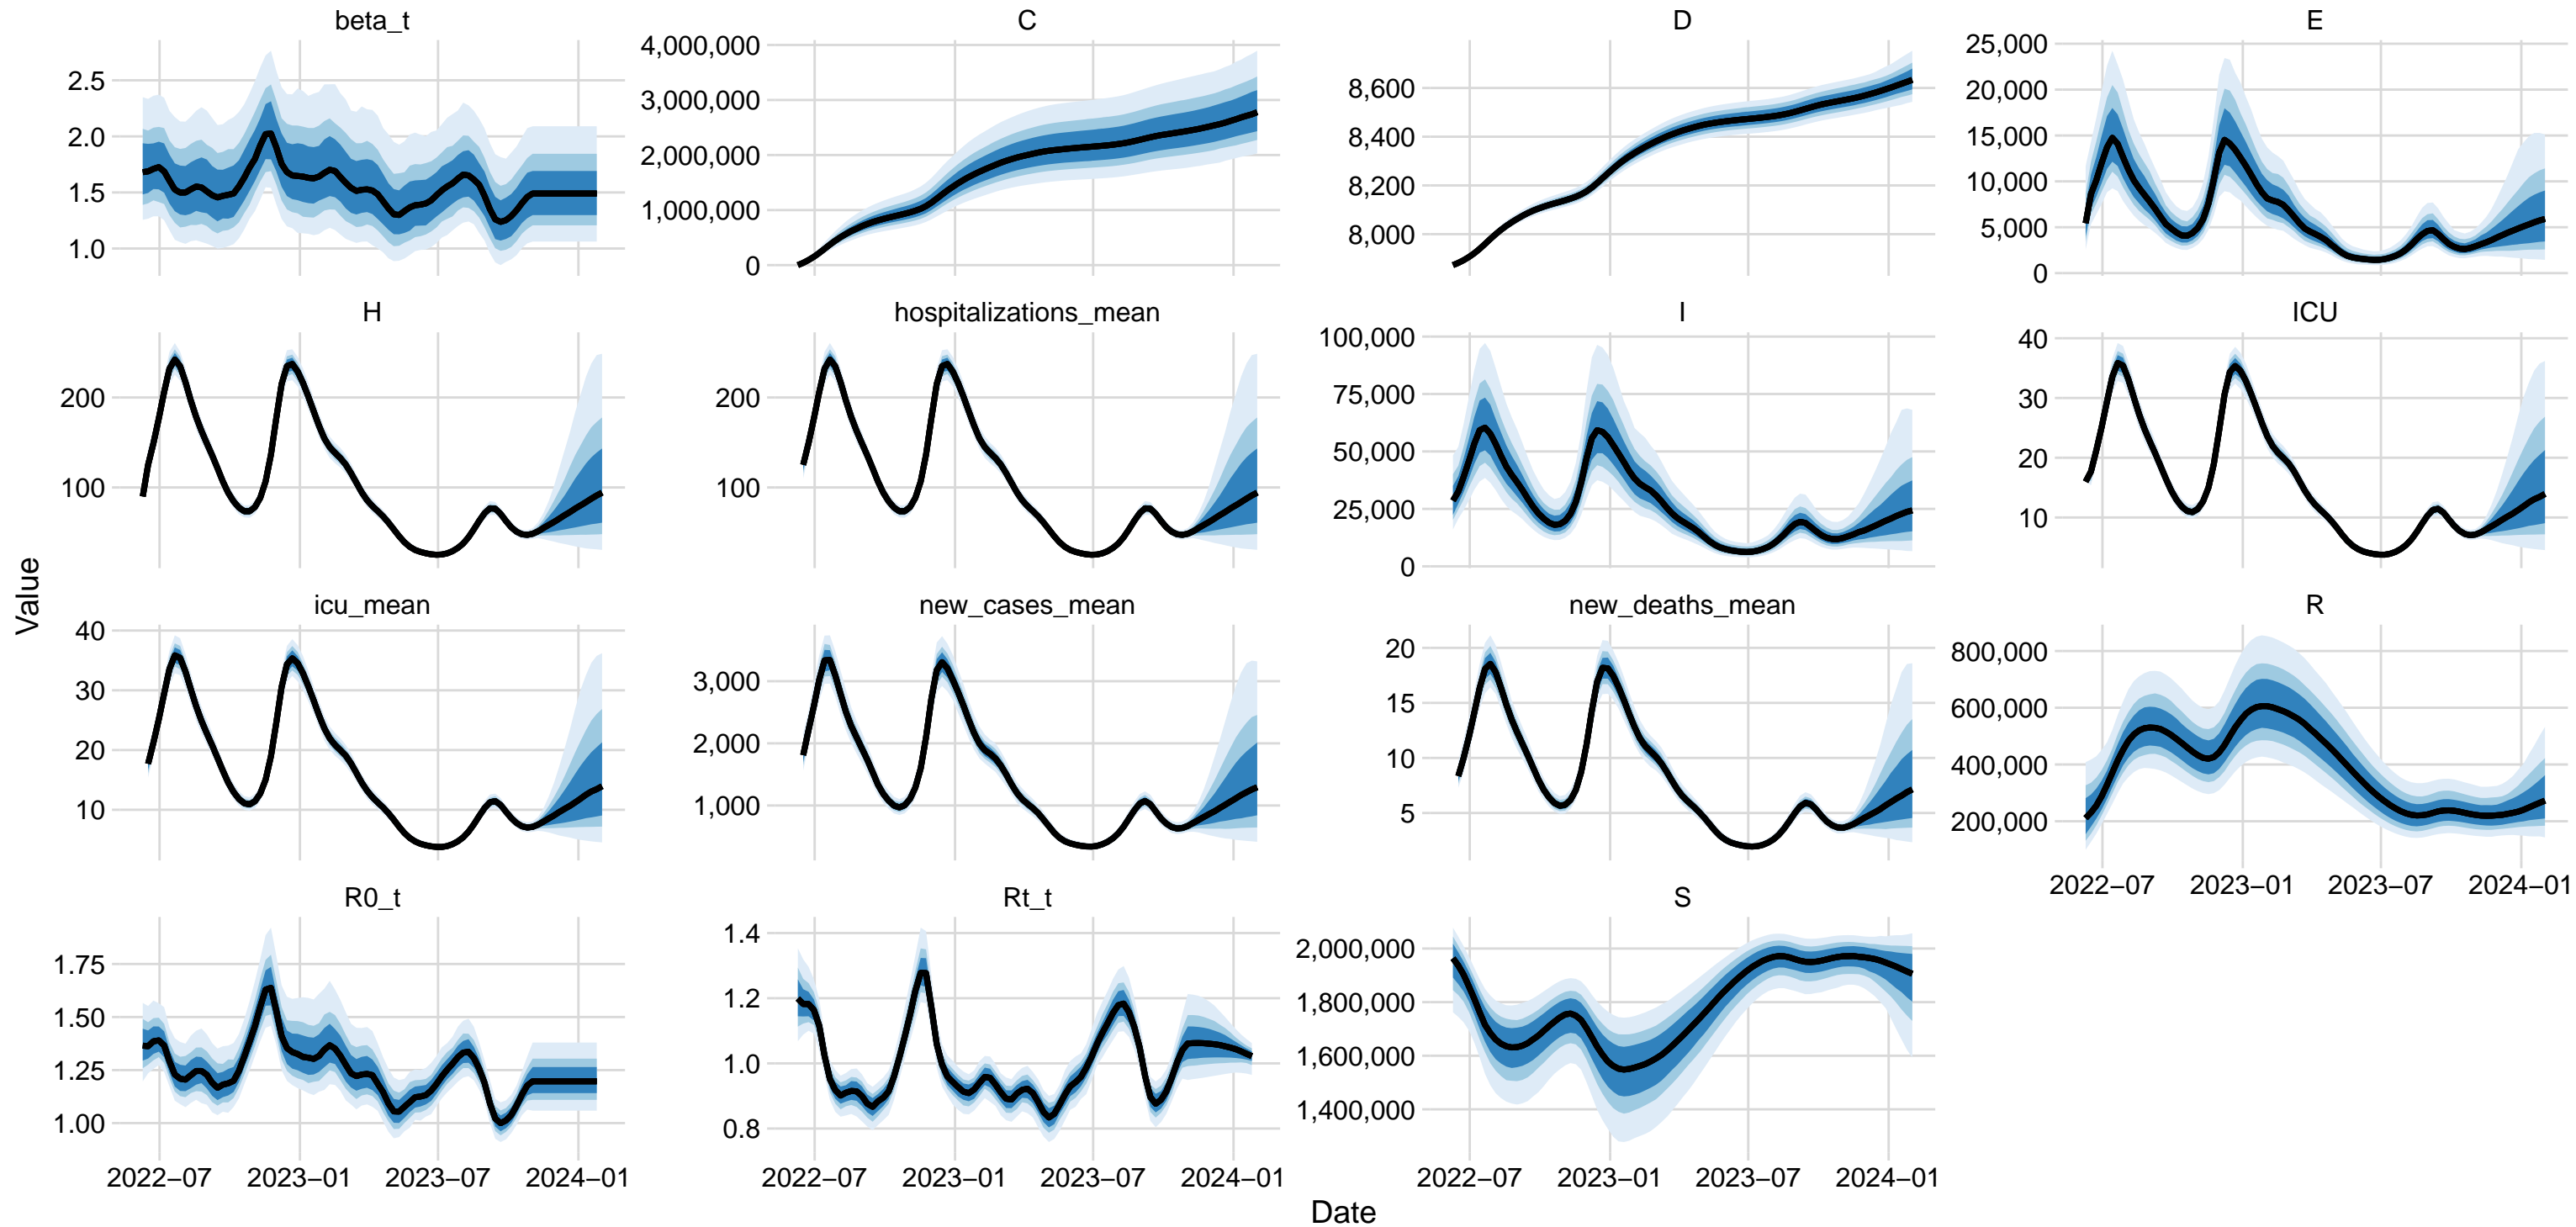 beta_t
C
D
E
2.5
2.0
1.5
1.0
4,000,000
3,000,000
2,000,000
1,000,000
0
8,600
8,400
8,200
8,000
25,000
20,000
15,000
10,000
5,000
0
H
hospitalizations_mean
I
ICU
200
100
200
100
100,000
75,000
50,000
25,000
0
40
30
20
10
Value
icu_mean
new_cases_mean
new_deaths_mean
R
40
30
20
10
3,000
2,000
1,000
20
15
10
5
800,000
600,000
400,000
200,000
2022−07 2023−01 2023−07 2024−01
R0_t
Rt_t
S
1.75
1.50
1.25
1.00
1.4
1.2
1.0
0.8
2,000,000
1,800,000
1,600,000
1,400,000
2022−07 2023−01 2023−07 2024−01
2022−07 2023−01 2023−07 2024−01
2022−07 2023−01 2023−07 2024−01
Date